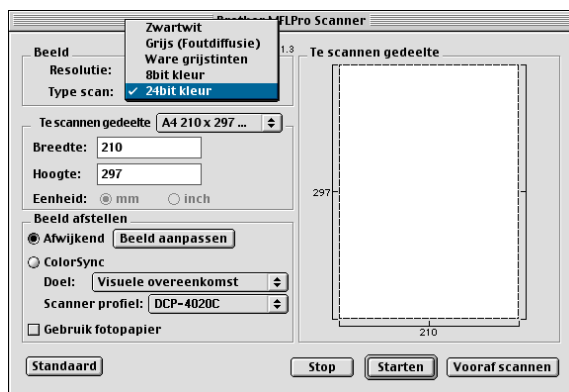 Brother MFLPro Scanner
Zwartwit
Grijs (Foutdiffusie)
Ware grijstinten
8bit kleur
✓ 24bit kleur
Beeld
1.3
Resolutie:
Type scan:
Te scannen gedeelte A4 210 x 297 ...
Breedte: 210
Hoogte: 297
Eenheid: mm inch
Beeld afstellen
Afwijkend Beeld aanpassen
ColorSync
Doel: Visuele overeenkomst
Scanner profiel: DCP-4020C
Gebruik fotopapier
Te scannen gedeelte
297
210
Standaard
Stop Starten Vooraf scannen